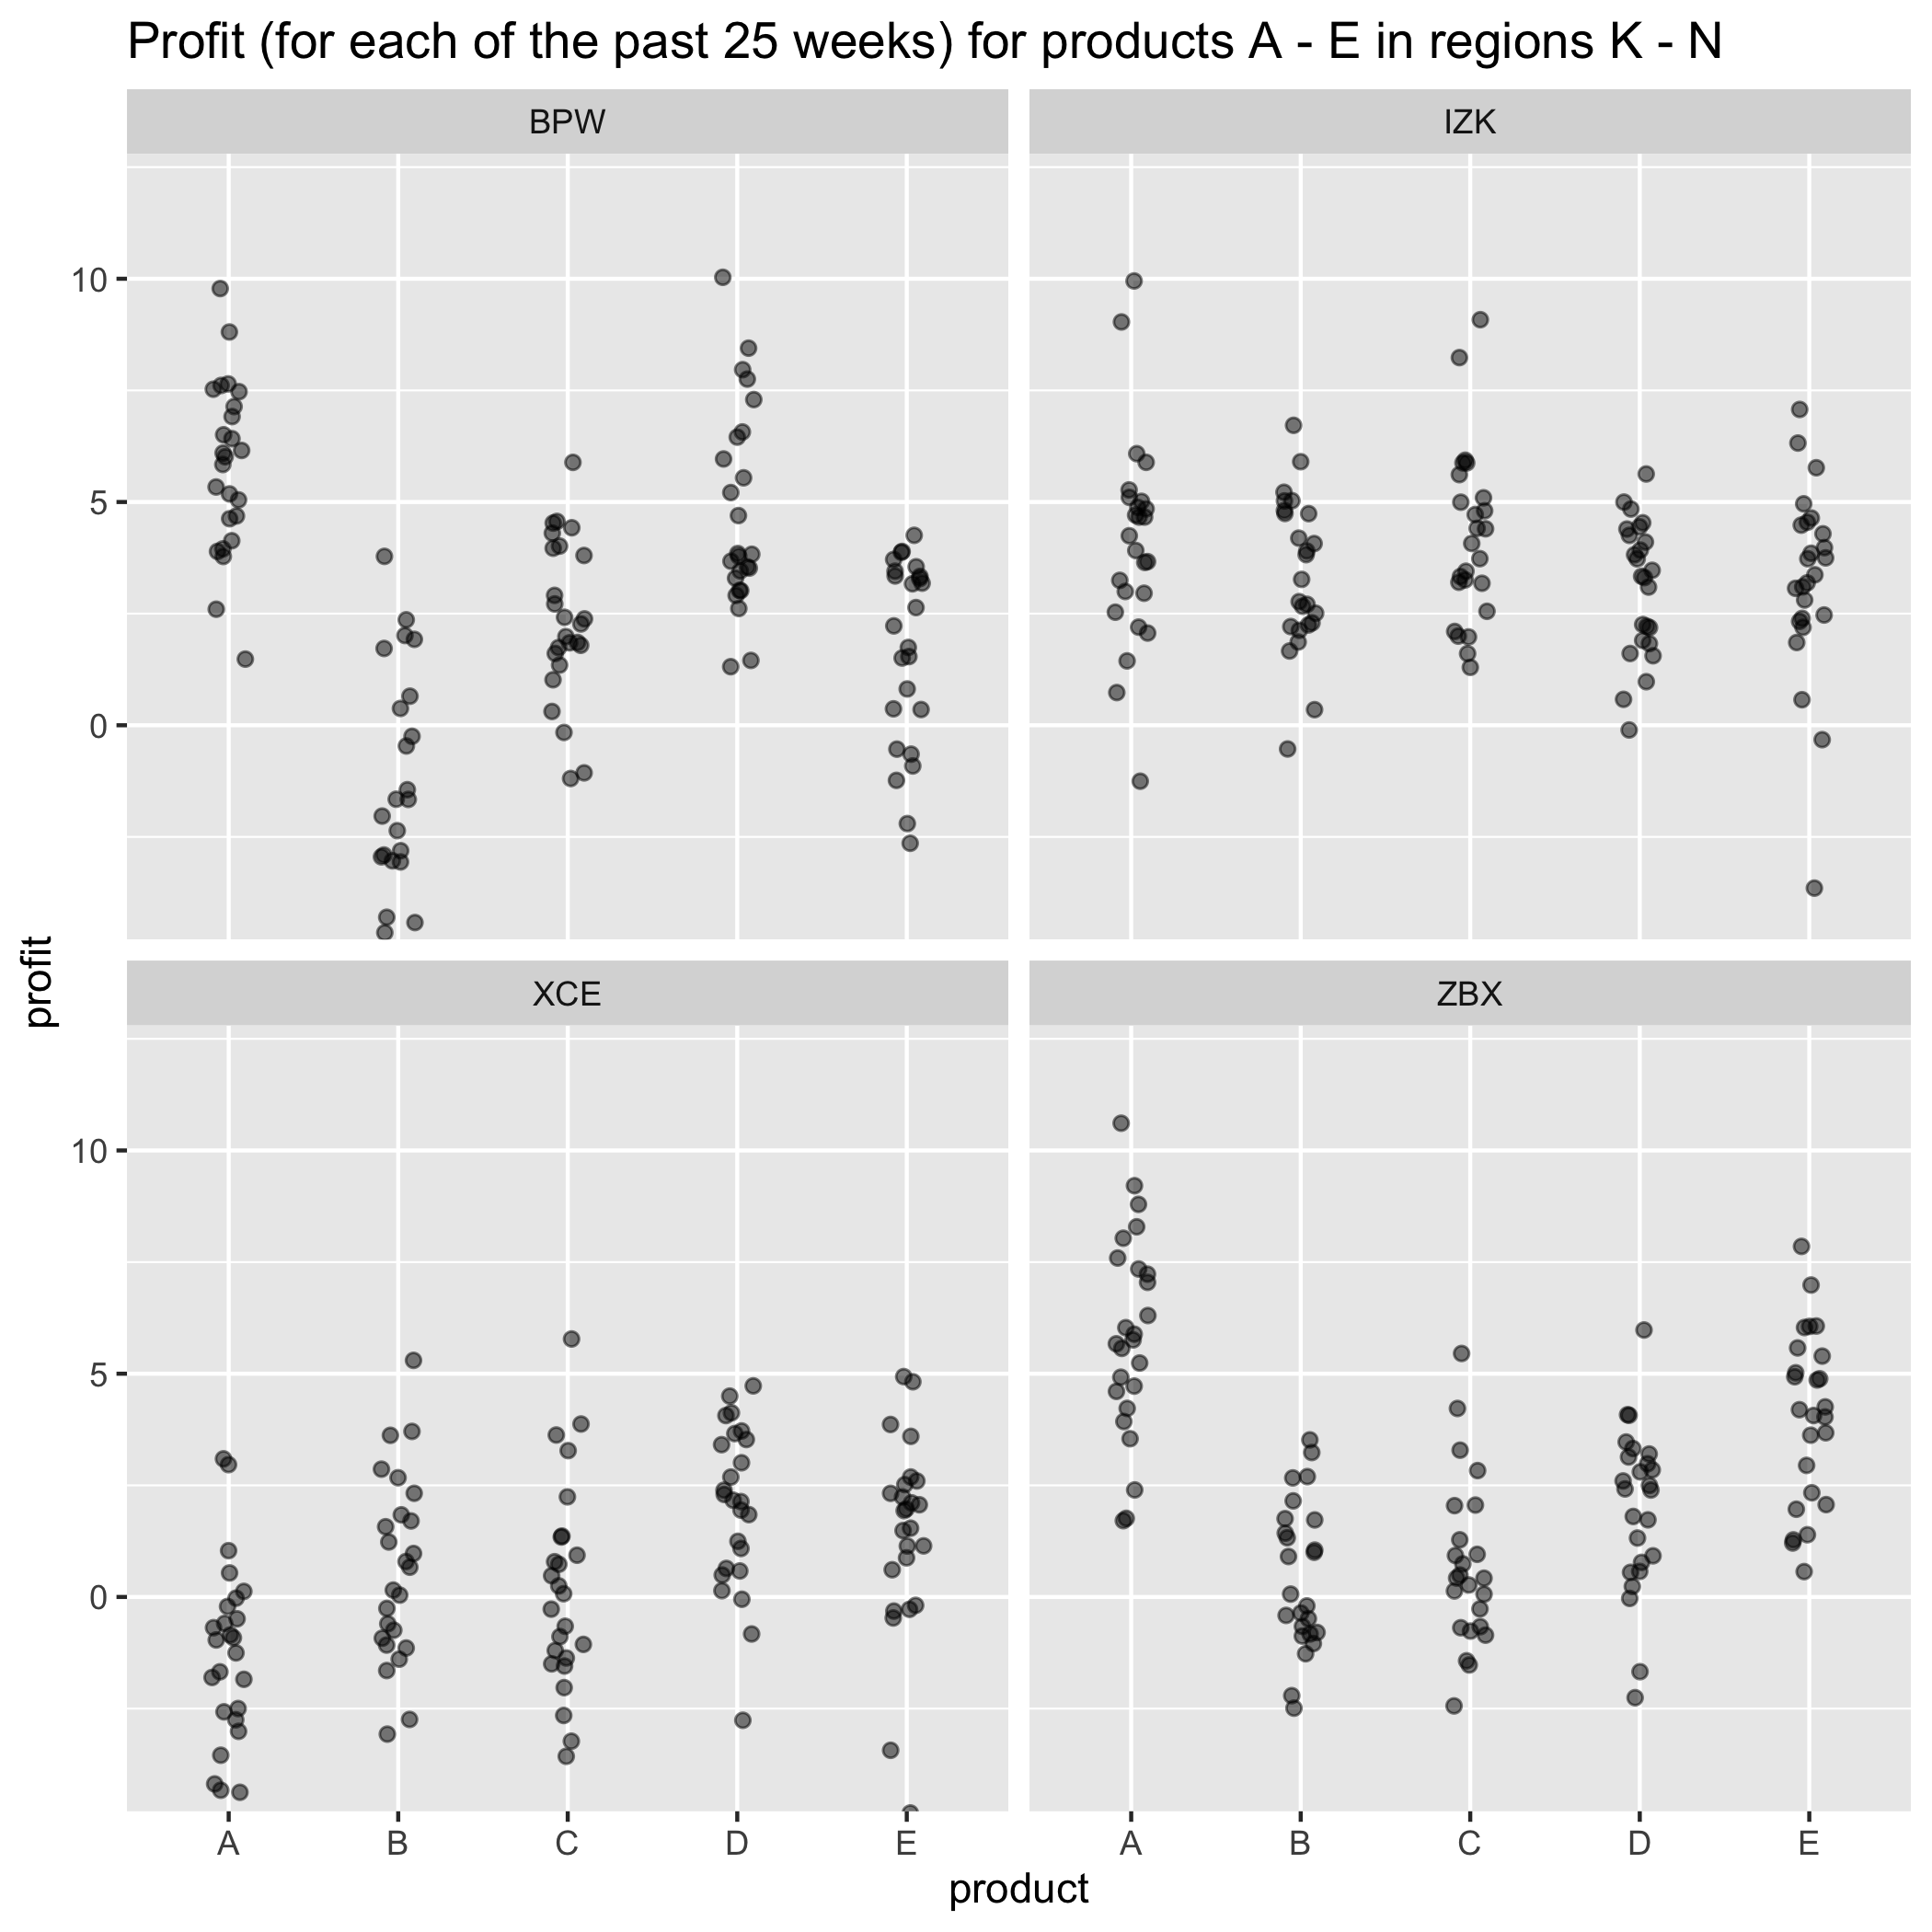 Profit (for each of the past 25 weeks) for products A - E in regions K - N
BPW
IZK
10
5
0
profit
XCE
ZBX
10
5
0
A B C D E
A B C D E
product